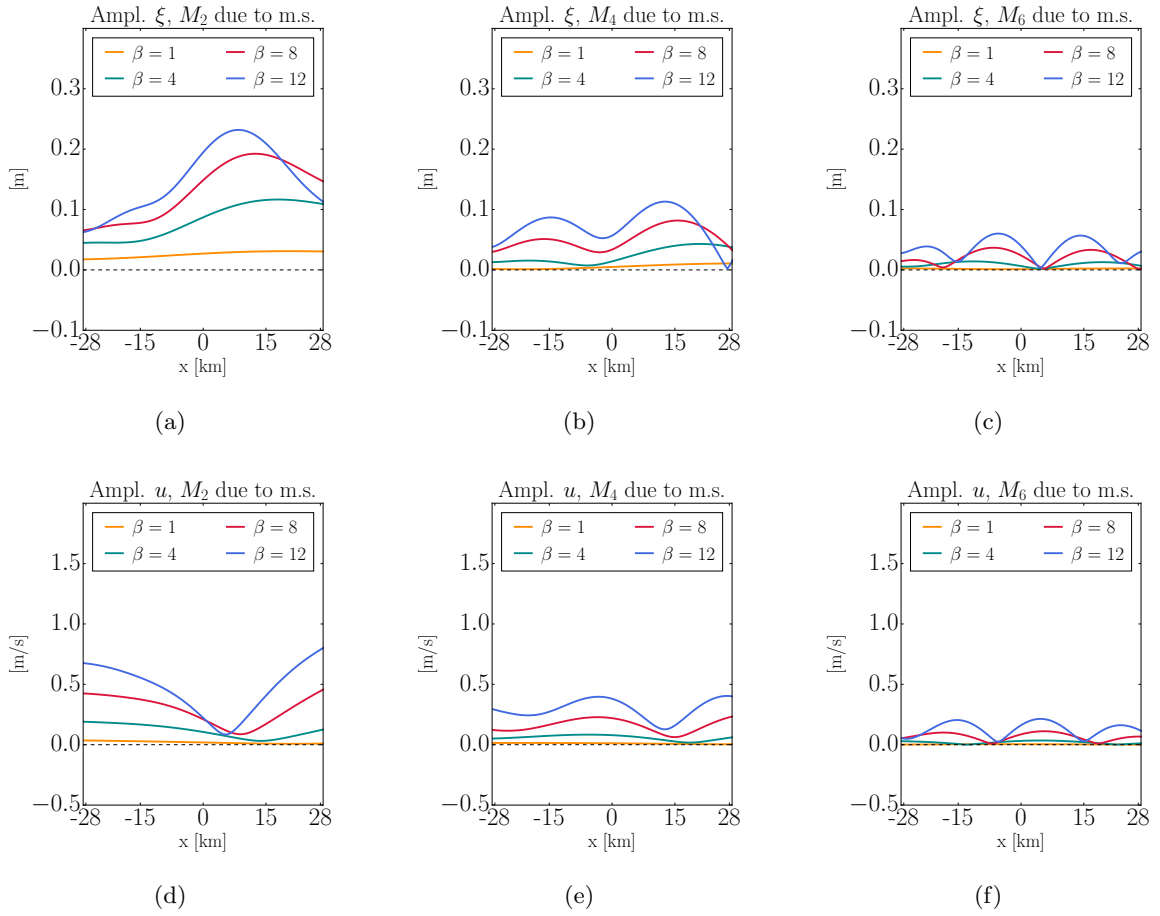 Ampl. ξ, M₂ due to m.s.
β = 1 β = 8
β = 4 β = 12
0.3
0.2
0.1
0.0
−0.1
[m]
-28 -15 0 15 28
x [km]
(a)
Ampl. ξ, M₄ due to m.s.
β = 1 β = 8
β = 4 β = 12
0.3
0.2
0.1
0.0
−0.1
[m]
-28 -15 0 15 28
x [km]
(b)
Ampl. ξ, M₆ due to m.s.
β = 1 β = 8
β = 4 β = 12
0.3
0.2
0.1
0.0
−0.1
[m]
-28 -15 0 15 28
x [km]
(c)
Ampl. u, M₂ due to m.s.
β = 1 β = 8
β = 4 β = 12
1.5
1.0
0.5
0.0
−0.5
[m/s]
-28 -15 0 15 28
x [km]
(d)
Ampl. u, M₄ due to m.s.
β = 1 β = 8
β = 4 β = 12
1.5
1.0
0.5
0.0
−0.5
[m/s]
-28 -15 0 15 28
x [km]
(e)
Ampl. u, M₆ due to m.s.
β = 1 β = 8
β = 4 β = 12
1.5
1.0
0.5
0.0
−0.5
[m/s]
-28 -15 0 15 28
x [km]
(f)